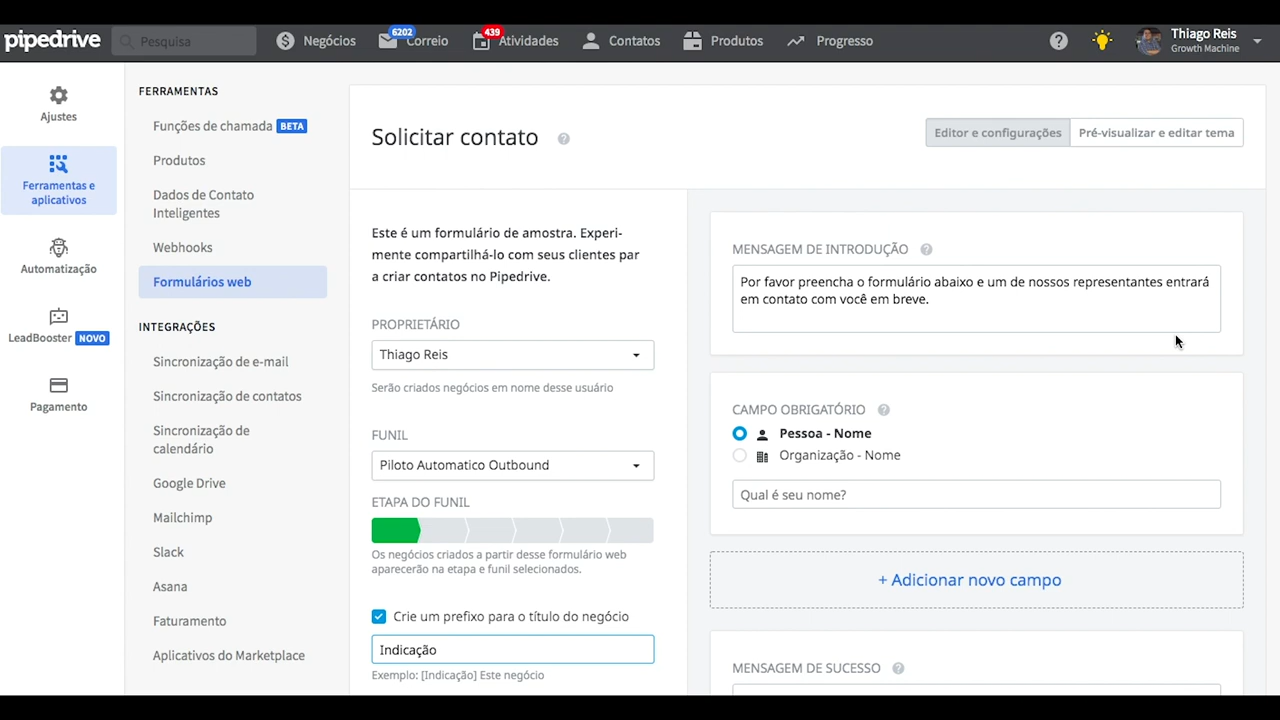 pipedrive
Pesquisa
Negócios
6202
Correio
439
Atividades
Contatos
Produtos
Progresso
Thiago Reis
Growth Machine
Ajustes
Ferramentas e
aplicativos
Automatização
LeadBooster NOVO
Pagamento
FERRAMENTAS
Funções de chamada BETA
Produtos
Dados de Contato
Inteligentes
Webhooks
Formulários web
INTEGRAÇÕES
Sincronização de e-mail
Sincronização de contatos
Sincronização de
calendário
Google Drive
Mailchimp
Slack
Asana
Faturamento
Aplicativos do Marketplace
Solicitar contato
Editor e configurações
Pré-visualizar e editar tema
Este é um formulário de amostra. Experi-
mente compartilhá-lo com seus clientes par
a criar contatos no Pipedrive.
PROPRIETÁRIO
Thiago Reis
Serão criados negócios em nome desse usuário
FUNIL
Piloto Automatico Outbound
ETAPA DO FUNIL
Os negócios criados a partir desse formulário web
aparecerão na etapa e funil selecionados.
Crie um prefixo para o título do negócio
Indicação
Exemplo: [Indicação] Este negócio
MENSAGEM DE INTRODUÇÃO
Por favor preencha o formulário abaixo e um de nossos representantes entrará
em contato com você em breve.
CAMPO OBRIGATÓRIO
Pessoa - Nome
Organização - Nome
Qual é seu nome?
+ Adicionar novo campo
MENSAGEM DE SUCESSO